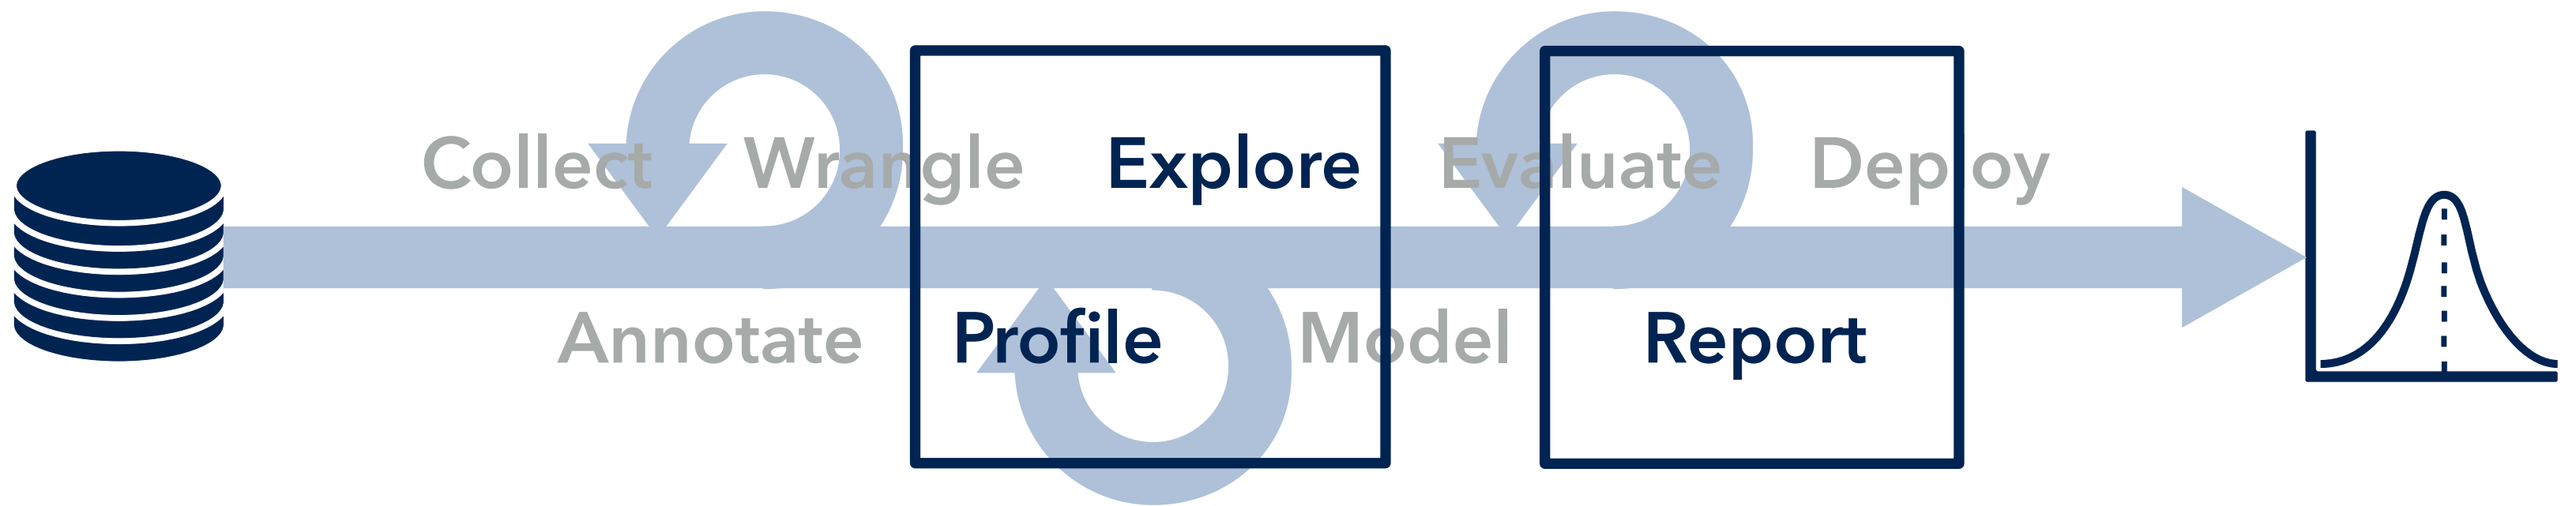 Collect Wrangle Explore Evaluate Deploy
Annotate Profile Model Report